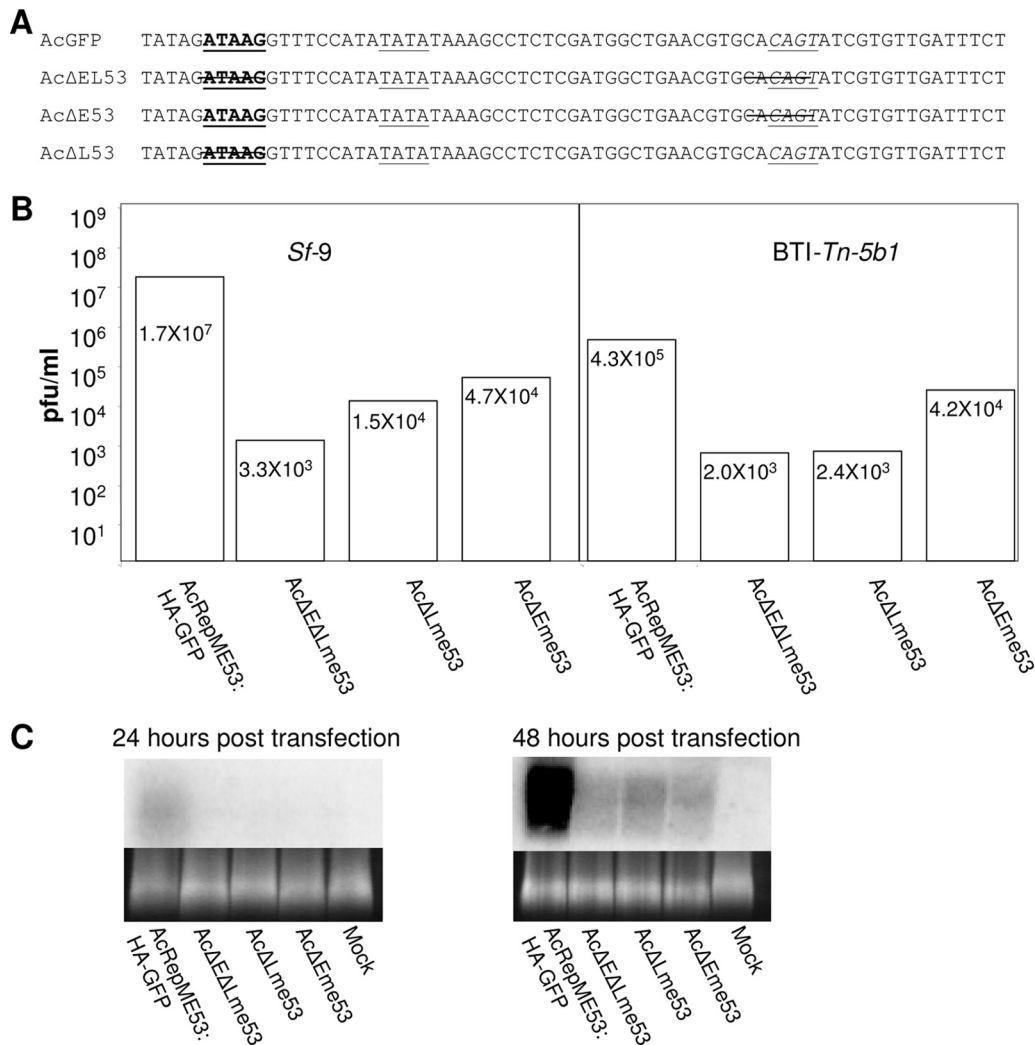 A
AcGFP TATAGATAAGGTTTCCATATATATAAAGCCTCTCGATGGCTGAACGTGCACAGTATCGTGTTGATTTCT
AcΔEL53 TATAGATAAGGTTTCCATATATATAAAGCCTCTCGATGGCTGAACGTGCACAGTATCGTGTTGATTTCT
AcΔE53 TATAGATAAGGTTTCCATATATATAAAGCCTCTCGATGGCTGAACGTGCACAGTATCGTGTTGATTTCT
AcΔL53 TATAGATAAGGTTTCCATATATATAAAGCCTCTCGATGGCTGAACGTGCACAGTATCGTGTTGATTTCT
B
pfu/ml
10⁹
10⁸
10⁷
10⁶
10⁵
10⁴
10³
10²
10¹
Sf-9
BTI-Tn-5b1
1.7X10⁷
3.3X10³
1.5X10⁴
4.7X10⁴
4.3X10⁵
2.0X10³
2.4X10³
4.2X10⁴
AcRepME53:
HA-GFP
AcΔEΔLme53
AcΔLme53
AcΔEme53
AcRepME53:
HA-GFP
AcΔEΔLme53
AcΔLme53
AcΔEme53
C
24 hours post transfection
AcRepME53:
HA-GFP
AcΔEΔLme53
AcΔLme53
AcΔEme53
Mock
48 hours post transfection
AcRepME53:
HA-GFP
AcΔEΔLme53
AcΔLme53
AcΔEme53
Mock